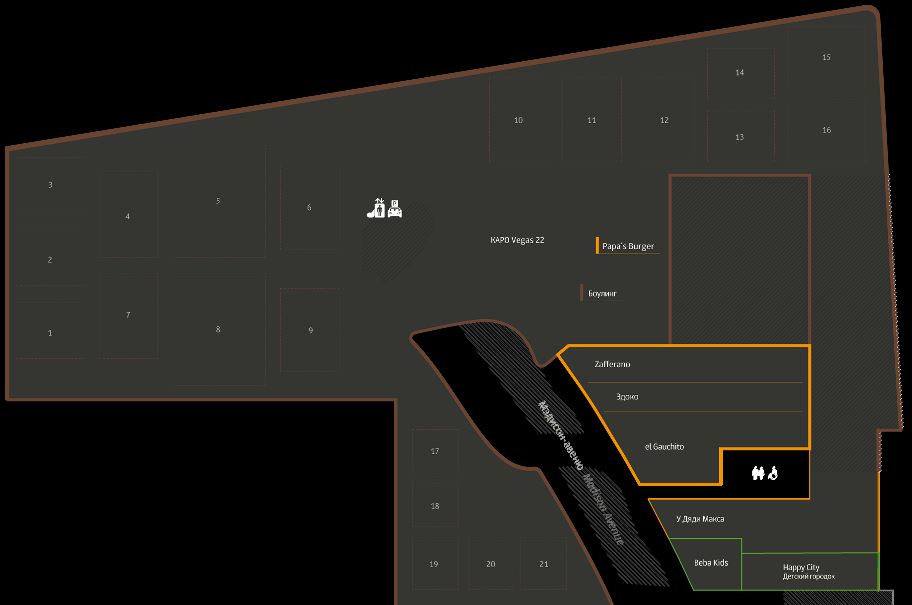 15
14
16
13
10
11
12
3
4
5
6
P
2
КАРО Vegas 22
Papa's Burger
7
8
9
1
Боулинг
Zafferano
Эдоко
Мэдисон-авеню Madison Avenue
el Gauchito
17
18
У Дяди Макса
19
20
21
Beba Kids
Happy City
Детский городок